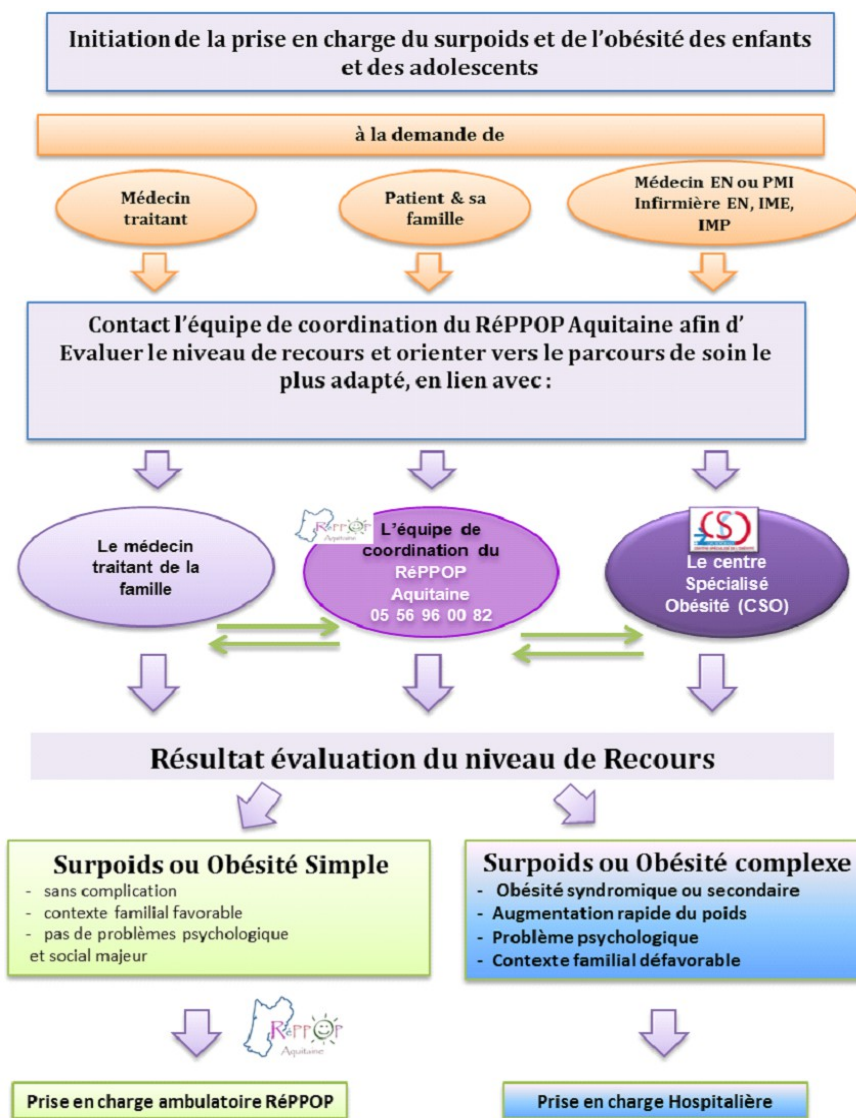 Initiation de la prise en charge du surpoids et de l'obésité des enfants
et des adolescents
à la demande de
Médecin
traitant
Patient & sa
famille
Médecin EN ou PMI
Infirmière EN, IME,
IMP
Contact l'équipe de coordination du RéPPOP Aquitaine afin d'
Evaluer le niveau de recours et orienter vers le parcours de soin le
plus adapté, en lien avec :
Le médecin
traitant de la
famille
RéPPOP
Aquitaine
L'équipe de
coordination du
RéPPOP
Aquitaine
05 56 96 00 82
CSO
Le centre
Spécialisé
Obésité (CSO)
Résultat évaluation du niveau de Recours
Surpoids ou Obésité Simple
- sans complication
- contexte familial favorable
- pas de problèmes psychologique
et social majeur
Surpoids ou Obésité complexe
- Obésité syndromique ou secondaire
- Augmentation rapide du poids
- Problème psychologique
- Contexte familial défavorable
RéPPOP
Aquitaine
Prise en charge ambulatoire RéPPOP
Prise en charge Hospitalière